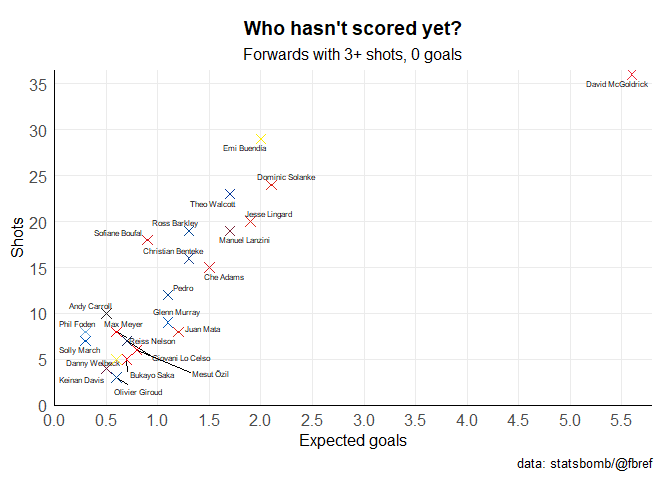 Who hasn't scored yet?
Forwards with 3+ shots, 0 goals
35
David McGoldrick
30
Emi Buendia
25
Dominic Solanke
Theo Walcott
20
Jesse Lingard
Ross Barkley
Sofiane Boufal
Manuel Lanzini
Christian Benteke
15
Che Adams
Pedro
10
Andy Carroll
Glenn Murray
Phil Foden
Max Meyer
Juan Mata
Reiss Nelson
Solly March
Giovani Lo Celso
5
Danny Welbeck
Bukayo Saka
Mesut Özil
Keinan Davis
Olivier Giroud
0
Shots
0.0 0.5 1.0 1.5 2.0 2.5 3.0 3.5 4.0 4.5 5.0 5.5
Expected goals
data: statsbomb/@fbref